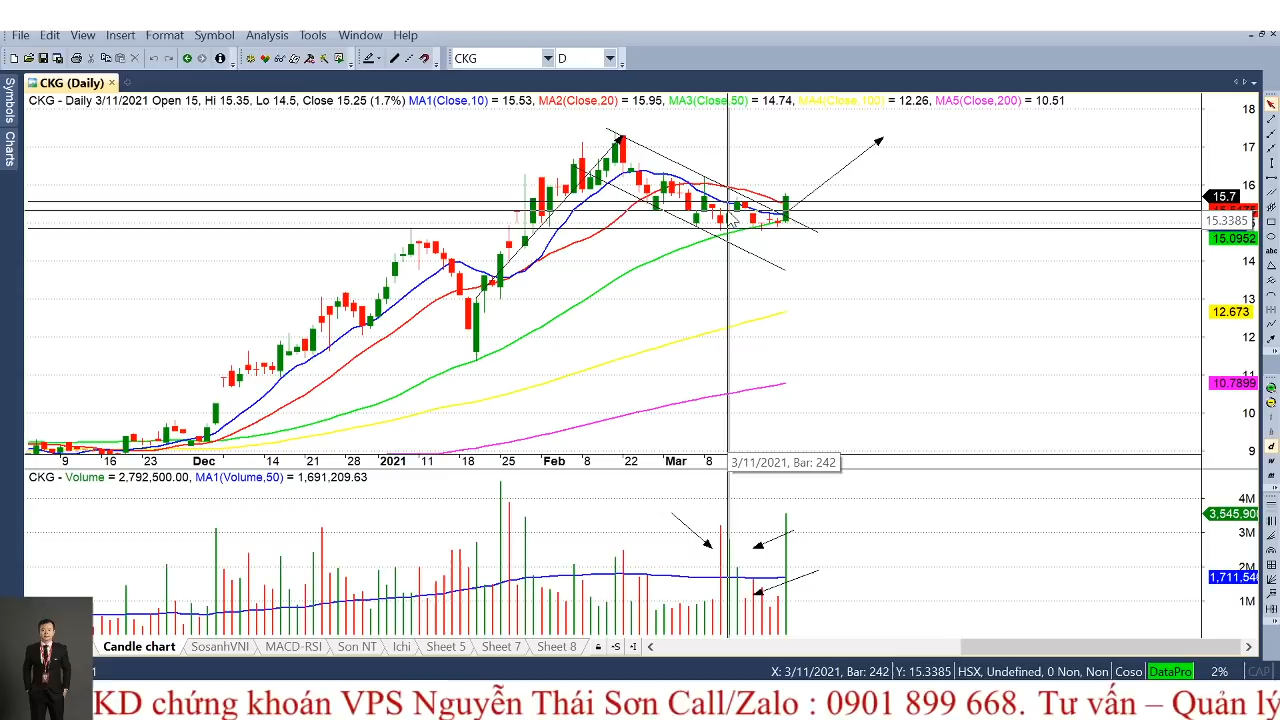 File Edit View Insert Format Symbol Analysis Tools Window Help
CKG D
Symbols
Charts
CKG (Daily)
CKG - Daily 3/11/2021 Open 15, Hi 15.35, Lo 14.5, Close 15.25 (1.7%) MA1(Close,10) = 15.53, MA2(Close,20) = 15.95, MA3(Close,50) = 14.74, MA4(Close,100) = 12.26, MA5(Close,200) = 10.51
18
17
16
15.7
15.3385
15.0952
14
13
12.673
12
11
10.7899
10
9
9 16 23 Dec 14 21 28 2021 11 18 25 Feb 8 22 Mar 8
3/11/2021, Bar: 242
CKG - Volume = 2,792,500.00, MA1(Volume,50) = 1,691,209.63
4M
3,545,900
3M
2M
1,711,540
1M
Candle chart SosanhVNI MACD-RSI Son NT Ichi Sheet 5 Sheet 7 Sheet 8
X: 3/11/2021, Bar: 242 Y: 15.3385 HSX, Undefined, 0 Non, Non Coso DataPro 2% CAP
KD chứng khoán VPS Nguyễn Thái Sơn Call/Zalo : 0901 899 668. Tư vấn – Quản lý